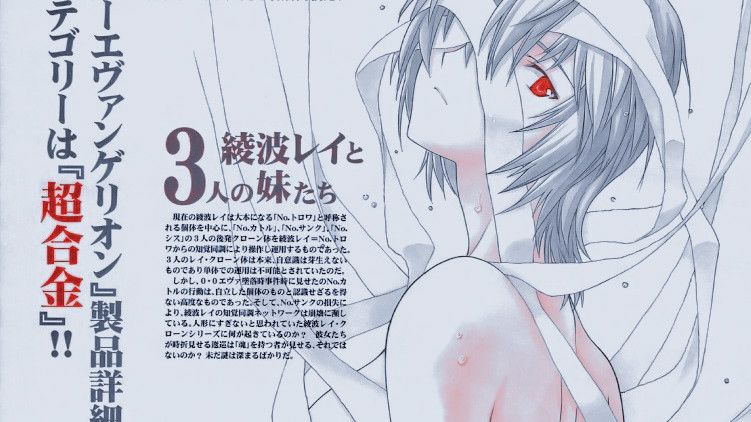 ーエヴァンゲリオン』製品詳細
テゴリーは『超合金』!!
3人の妹たち
綾波レイと
現在の綾波レイは大本になる「No.トロワ」と呼称さ
れる個体を中心に、「No.カトル」、「No.サンク」、「No.
シス」の3人の後発クローン体を綾波レイ=No.トロ
ワからの知覚同調により操作し運用するものであった。
3人のレイ・クローン体は本来、自意識は芽生えない
ものであり単体での運用は不可能とされていたのだ。
しかし、0・0エヴァ墜落時事件時に見せたのNo.カ
トルの行動は、自立した個体のものと認識せざるを得
ない高度なものであった。そして、No.サンクの損失に
より、綾波レイの知覚同調ネットワークは崩壊に瀕し
ている。人形にすぎないと思われていた綾波レイ・ク
ローンシリーズに何が起きているのか? 彼女たち
が時折見せる逡巡は「魂」を持つ者が見せる、それでは
ないのか? 未だ謎は深まるばかりだ。